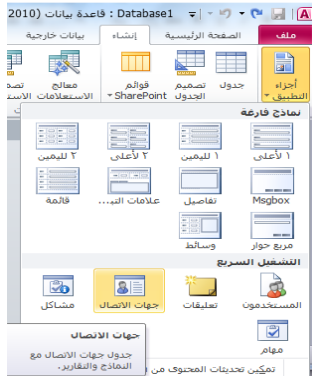 Database1 : قاعدة بيانات (2010
ملف الصفحة الرئيسية إنشاء بيانات خارجية
أجزاء التطبيق جدول تصميم الجدول قوائم SharePoint معالج الاستعلامات
نماذج فارغة
١ لأعلى ١ لليمين ٢ لأعلى ٢ لليمين
Msgbox تفاصيل علامات التب... قائمة
مربع حوار وسائط
التشغيل السريع
المستخدمون تعليقات جهات الاتصال مشاكل
مهام
جهات الاتصال
جدول جهات الاتصال مع
النماذج والتقارير.
تمكين تحديثات المحتوى من